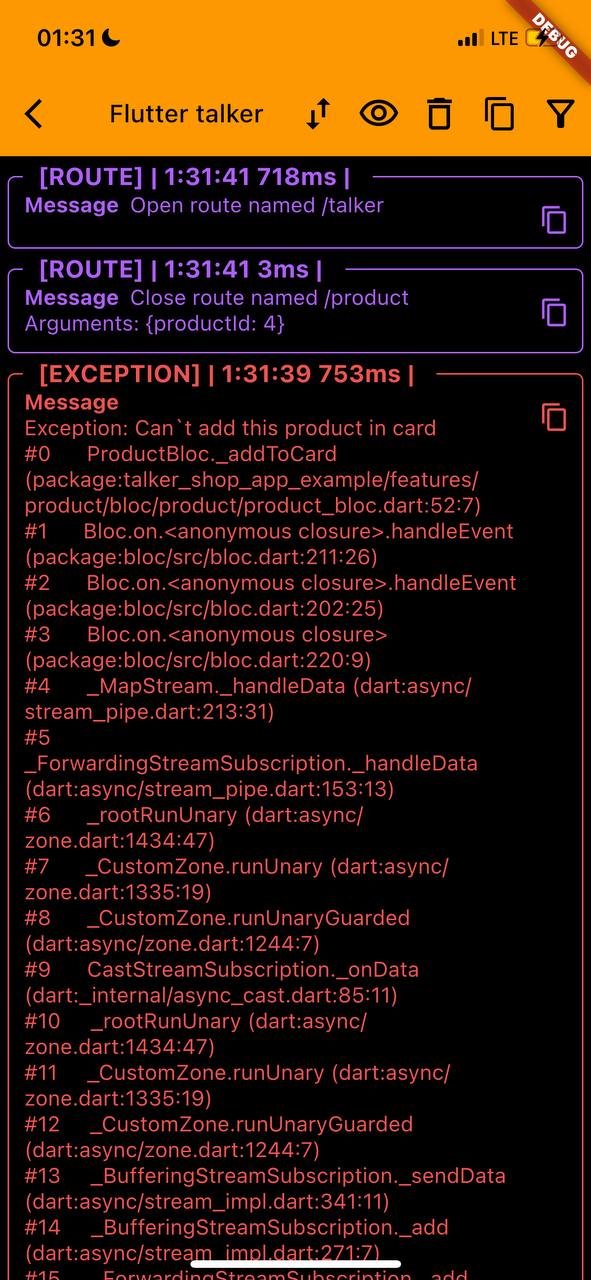 01:31
LTE
DEBUG
Flutter talker
[ROUTE] | 1:31:41 718ms |
Message Open route named /talker
[ROUTE] | 1:31:41 3ms |
Message Close route named /product
Arguments: {productId: 4}
[EXCEPTION] | 1:31:39 753ms |
Message
Exception: Can`t add this product in card
#0 ProductBloc._addToCard
(package:talker_shop_app_example/features/
product/bloc/product/product_bloc.dart:52:7)
#1 Bloc.on.<anonymous closure>.handleEvent
(package:bloc/src/bloc.dart:211:26)
#2 Bloc.on.<anonymous closure>.handleEvent
(package:bloc/src/bloc.dart:202:25)
#3 Bloc.on.<anonymous closure>
(package:bloc/src/bloc.dart:220:9)
#4 _MapStream._handleData (dart:async/
stream_pipe.dart:213:31)
#5
_ForwardingStreamSubscription._handleData
(dart:async/stream_pipe.dart:153:13)
#6 _rootRunUnary (dart:async/
zone.dart:1434:47)
#7 _CustomZone.runUnary (dart:async/
zone.dart:1335:19)
#8 _CustomZone.runUnaryGuarded
(dart:async/zone.dart:1244:7)
#9 CastStreamSubscription._onData
(dart:_internal/async_cast.dart:85:11)
#10 _rootRunUnary (dart:async/
zone.dart:1434:47)
#11 _CustomZone.runUnary (dart:async/
zone.dart:1335:19)
#12 _CustomZone.runUnaryGuarded
(dart:async/zone.dart:1244:7)
#13 _BufferingStreamSubscription._sendData
(dart:async/stream_impl.dart:341:11)
#14 _BufferingStreamSubscription._add
(dart:async/stream_impl.dart:271:7)
#15 _ForwardingStreamSubscription._add